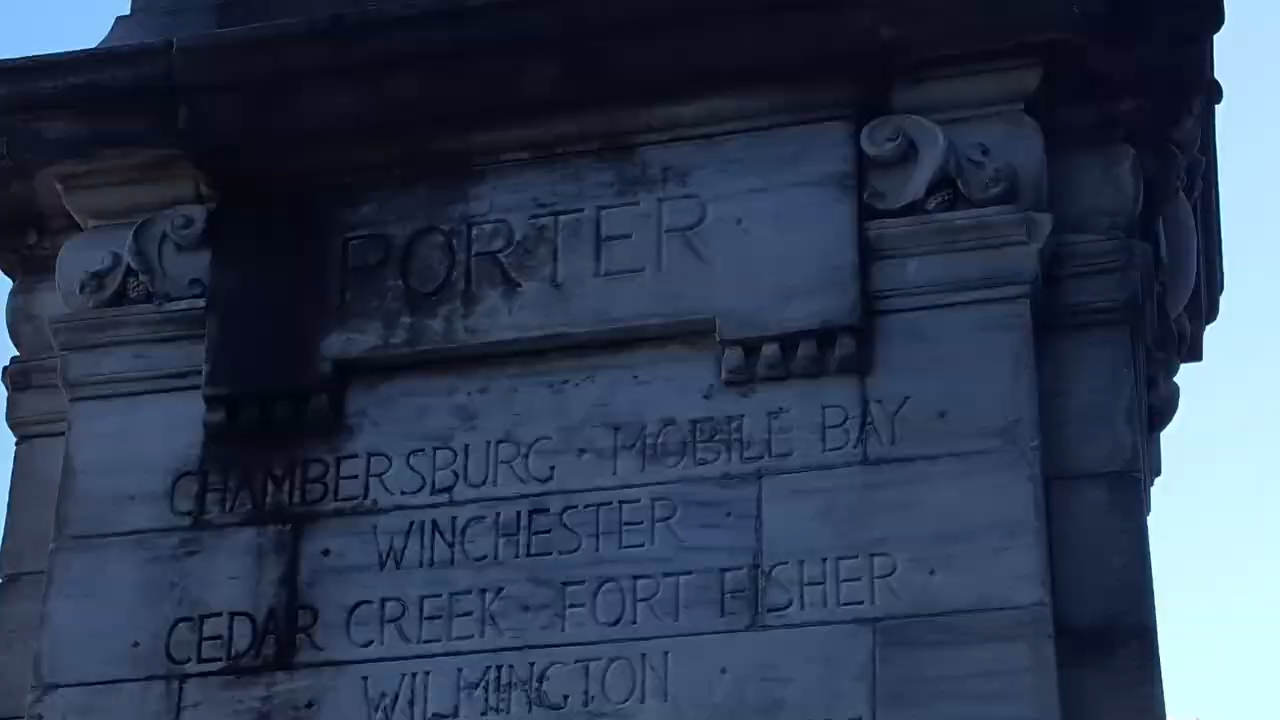 PORTER ·
· CHAMBERSBURG · MOBILE BAY ·
· WINCHESTER ·
· CEDAR CREEK · FORT FISHER ·
· WILMINGTON ·